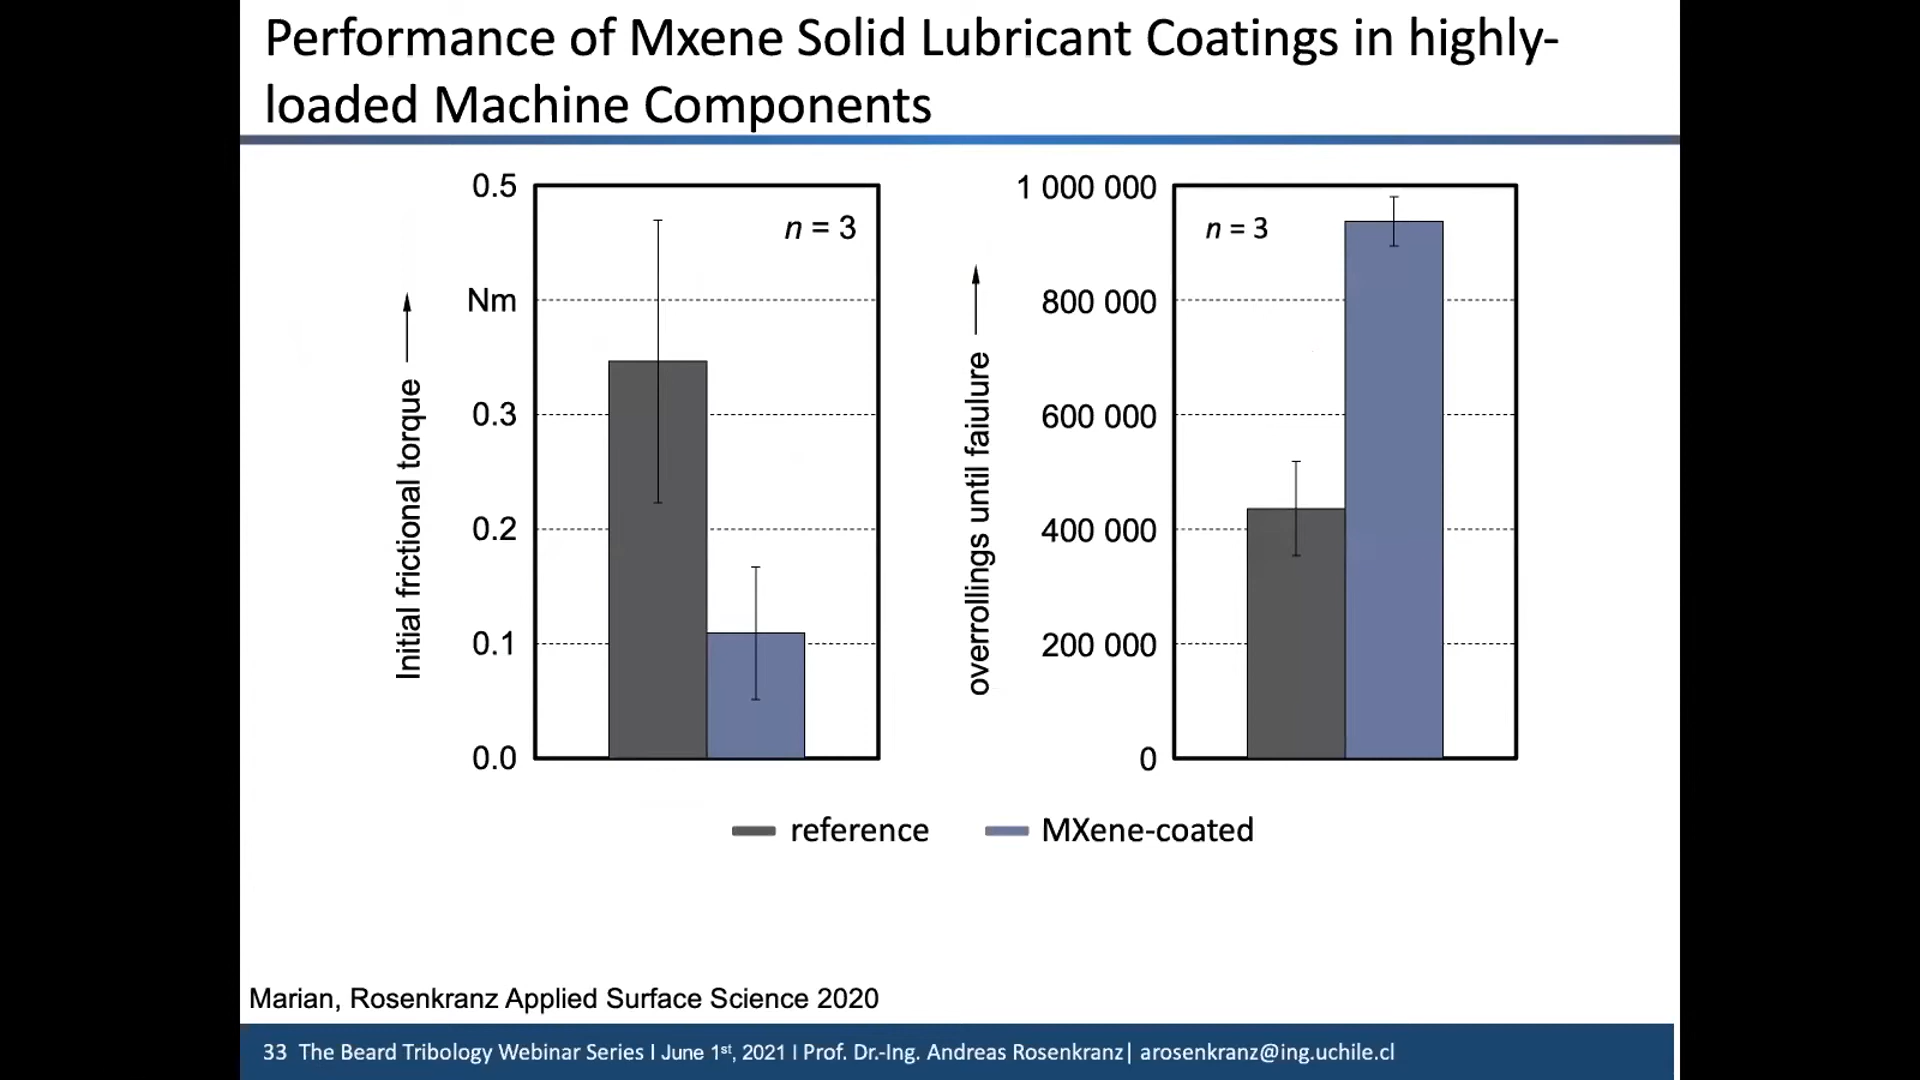 Performance of Mxene Solid Lubricant Coatings in highly-
loaded Machine Components
0.5
Nm
0.3
0.2
0.1
0.0
Initial frictional torque
n = 3
1 000 000
800 000
600 000
400 000
200 000
0
overrollings until faiulure
n = 3
reference
MXene-coated
Marian, Rosenkranz Applied Surface Science 2020
33 The Beard Tribology Webinar Series I June 1st, 2021 I Prof. Dr.-Ing. Andreas Rosenkranz| arosenkranz@ing.uchile.cl